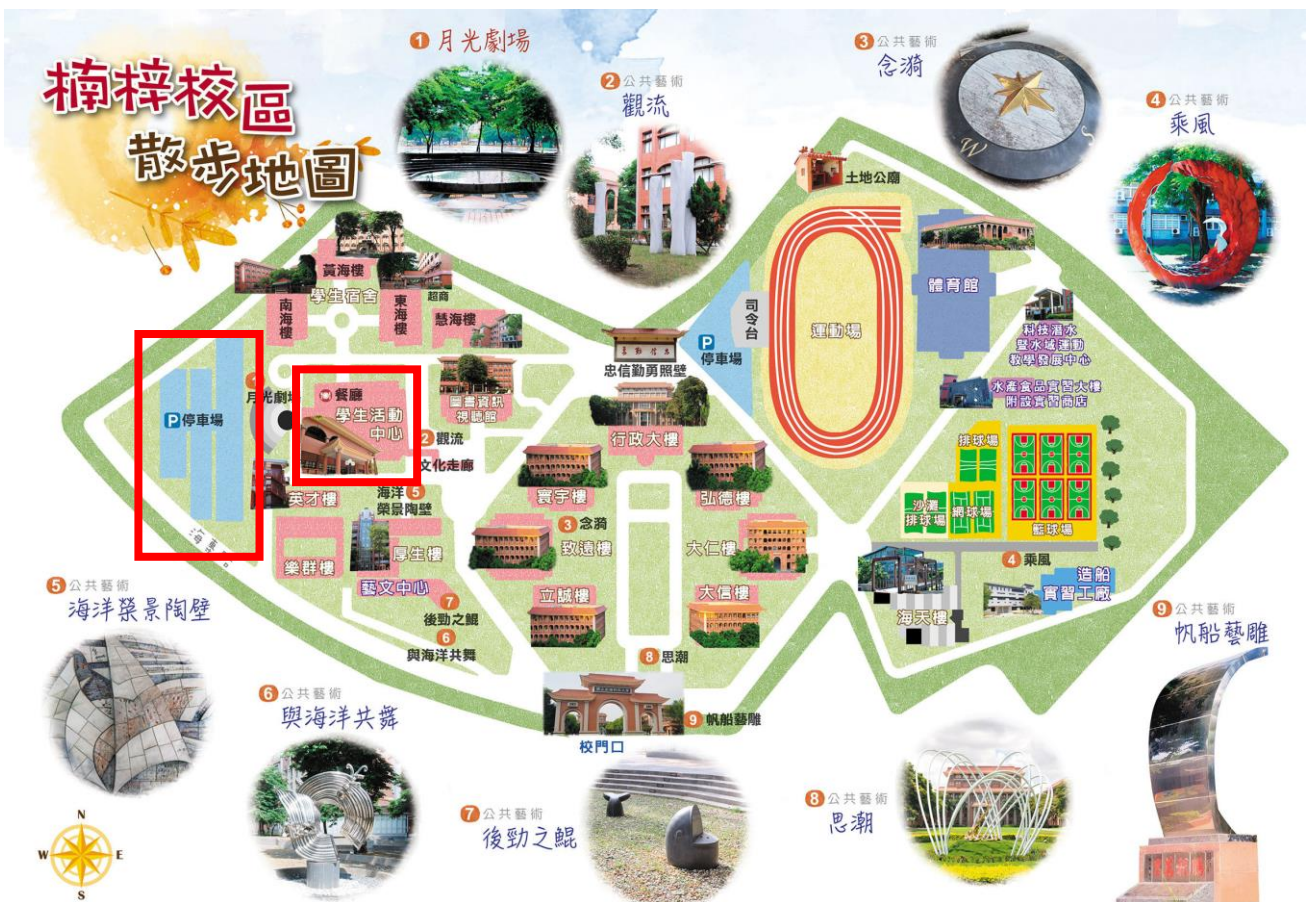 楠梓校區
散步地圖
1 月光劇場
2 公共藝術
觀流
3 公共藝術
念漪
4 公共藝術
乘風
土地公廟
黃海樓
學生宿舍
南海樓
東海樓
超商
慧海樓
體育館
司令台
運動場
P
停車場
科技潛水
暨水域運動
教學發展中心
忠信勤勇照壁
水產食品實習大樓
附設實習商店
P 停車場
月光劇
餐廳
學生活動
中心
圖書資訊
視聽館
2 觀流
文化走廊
行政大樓
排球場
英才樓
海洋 5
榮景陶壁
寰宇樓
弘德樓
沙灘
排球場
網球場
籃球場
3 念漪
致遠樓
大仁樓
樂群樓
厚生樓
藝文中心
4 乘風
造船
實習工廠
立誠樓
大信樓
海天樓
7
後勁之鯤
6
與海洋共舞
8 思潮
9 帆船藝雕
校門口
5 公共藝術
海洋榮景陶壁
6 公共藝術
與海洋共舞
7 公共藝術
後勁之鯤
8 公共藝術
思潮
9 公共藝術
帆船藝雕
N
W E
S
W
S